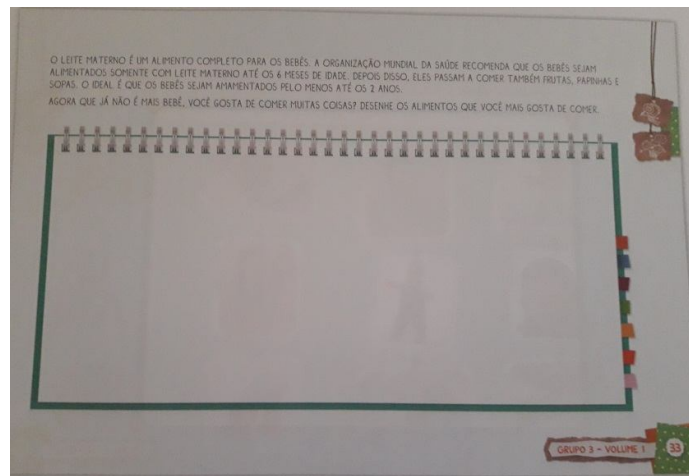 O LEITE MATERNO É UM ALIMENTO COMPLETO PARA OS BEBÊS. A ORGANIZAÇÃO MUNDIAL DA SAÚDE RECOMENDA QUE OS BEBÊS SEJAM
ALIMENTADOS SOMENTE COM LEITE MATERNO ATÉ OS 6 MESES DE IDADE. DEPOIS DISSO, ELES PASSAM A COMER TAMBÉM FRUTAS, PAPINHAS E
SOPAS. O IDEAL É QUE OS BEBÊS SEJAM AMAMENTADOS PELO MENOS ATÉ OS 2 ANOS.
AGORA QUE JÁ NÃO É MAIS BEBÊ, VOCÊ GOSTA DE COMER MUITAS COISAS? DESENHE OS ALIMENTOS QUE VOCÊ MAIS GOSTA DE COMER.
GRUPO 3 - VOLUME 1 33